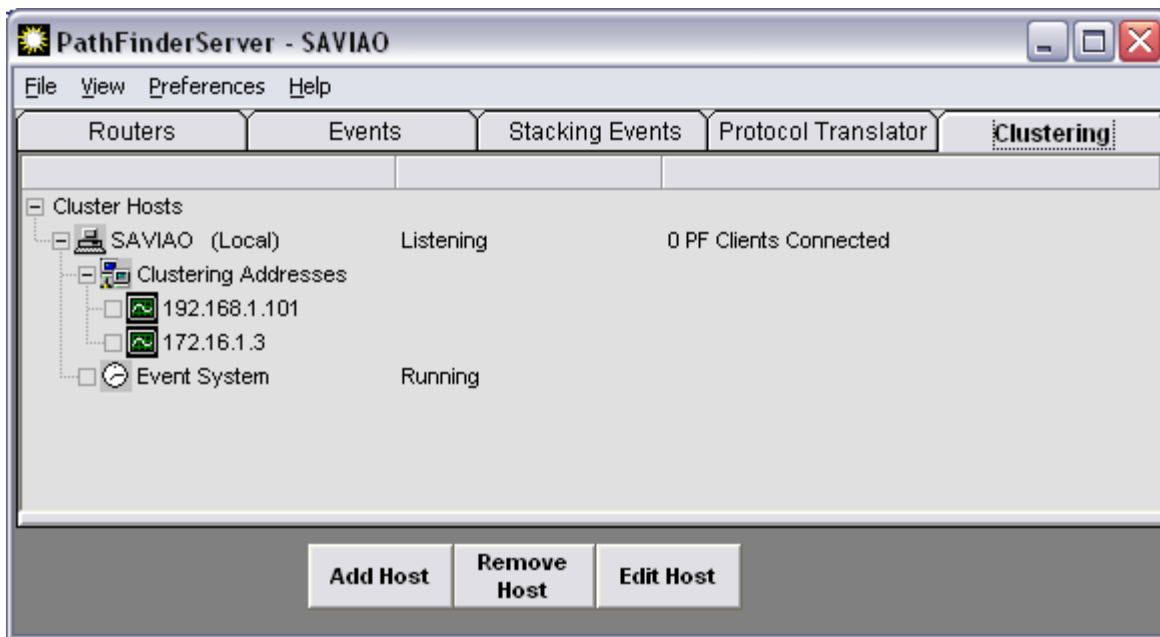 PathFinderServer - SAVIAO
File View Preferences Help
Routers Events Stacking Events Protocol Translator Clustering
Cluster Hosts
SAVIAO (Local) Listening 0 PF Clients Connected
Clustering Addresses
192.168.1.101
172.16.1.3
Event System Running
Add Host Remove Host Edit Host